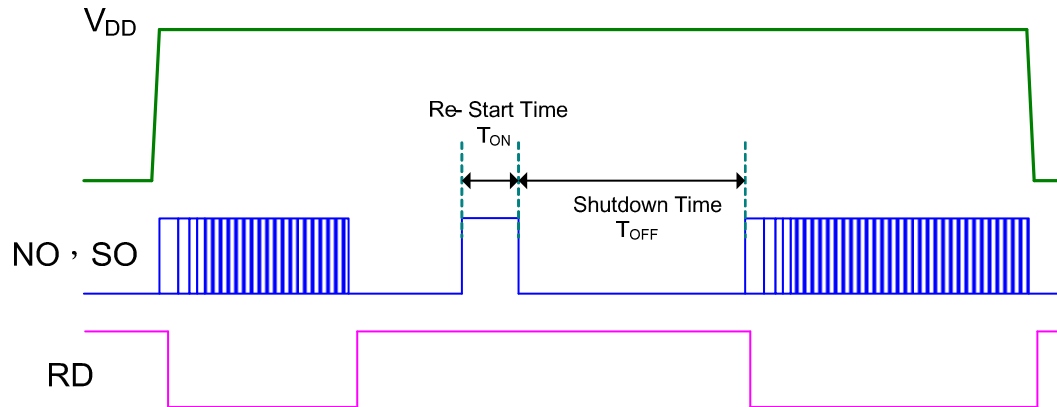 VDD
Re- Start Time
TON
Shutdown Time
TOFF
NO，SO
RD